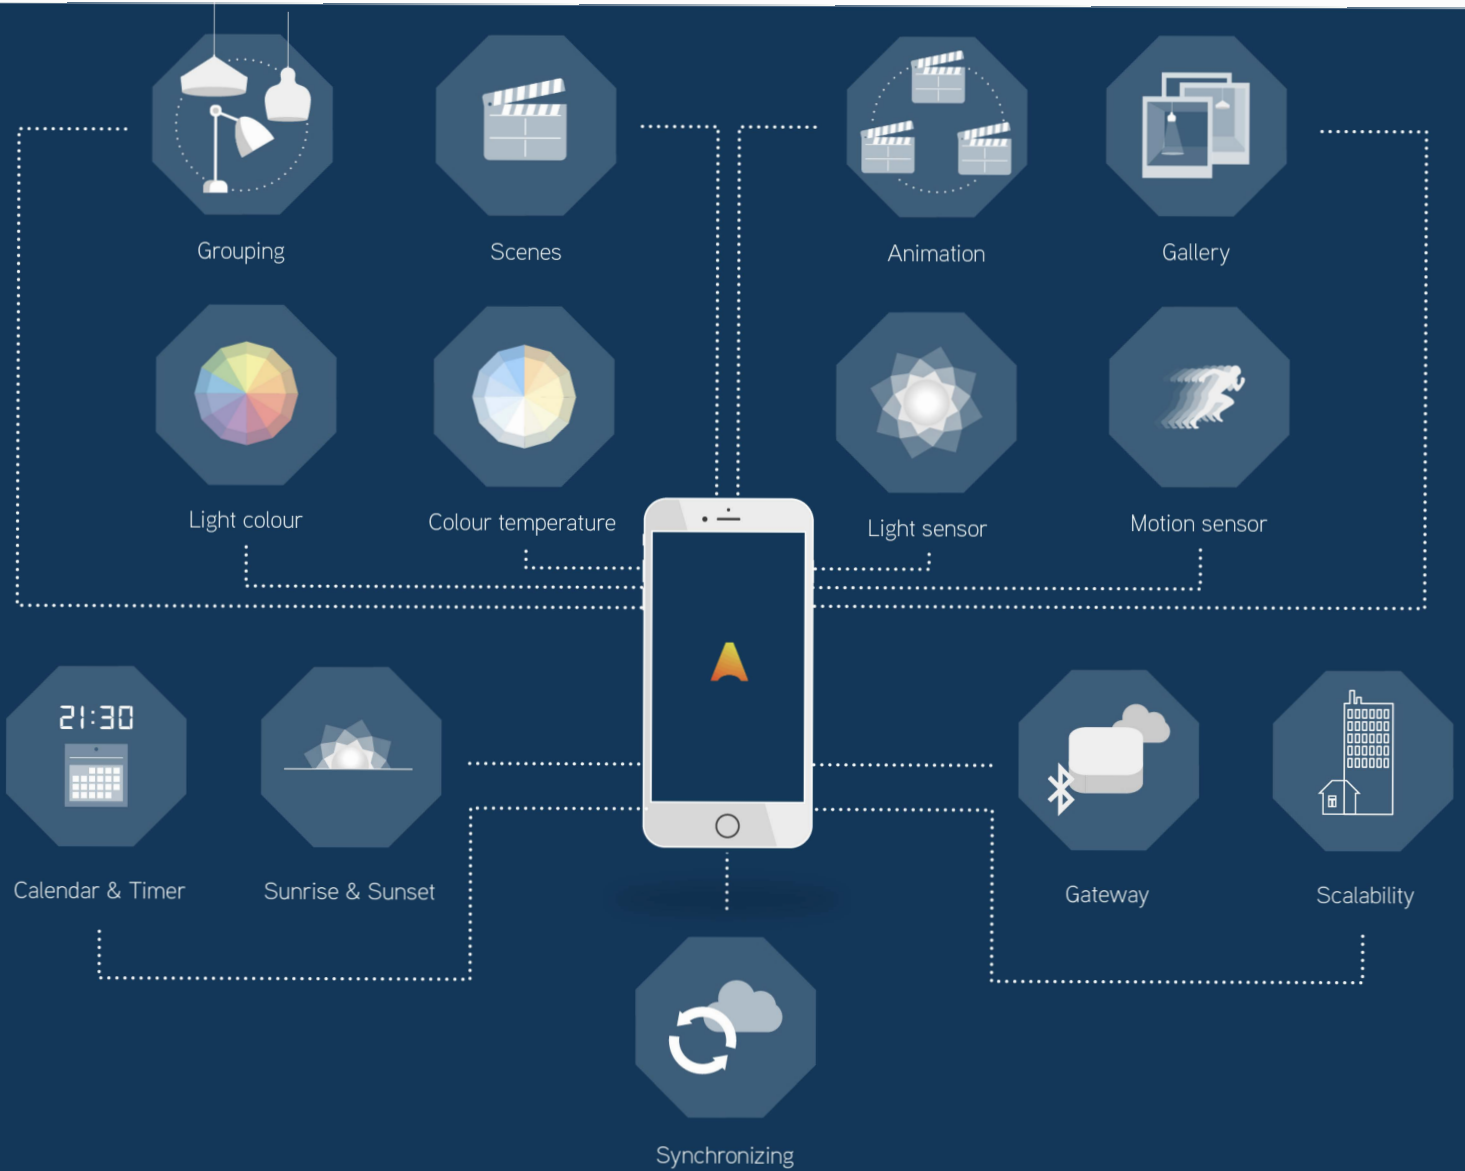 Grouping
Scenes
Animation
Gallery
Light colour
Colour temperature
Light sensor
Motion sensor
21:30
Calendar & Timer
Sunrise & Sunset
Gateway
Scalability
Synchronizing